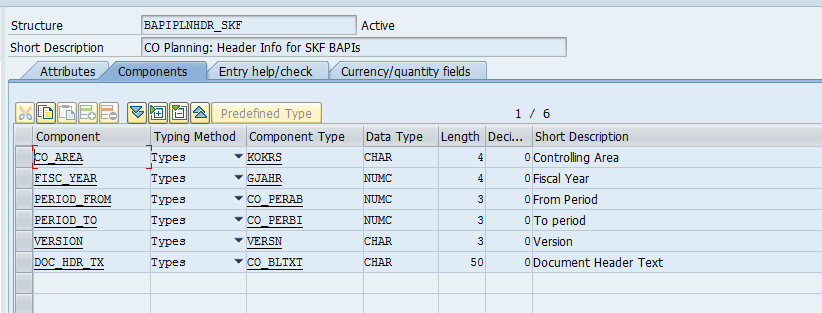 Structure BAPIPLNHDR_SKF Active
Short Description CO Planning: Header Info for SKF BAPIs
Attributes Components Entry help/check Currency/quantity fields
Predefined Type 1 / 6
Component Typing Method Component Type Data Type Length Deci... Short Description
CO_AREA Types KOKRS CHAR 4 0 Controlling Area
FISC_YEAR Types GJAHR NUMC 4 0 Fiscal Year
PERIOD_FROM Types CO_PERAB NUMC 3 0 From Period
PERIOD_TO Types CO_PERBI NUMC 3 0 To period
VERSION Types VERSN CHAR 3 0 Version
DOC_HDR_TX Types CO_BLTXT CHAR 50 0 Document Header Text